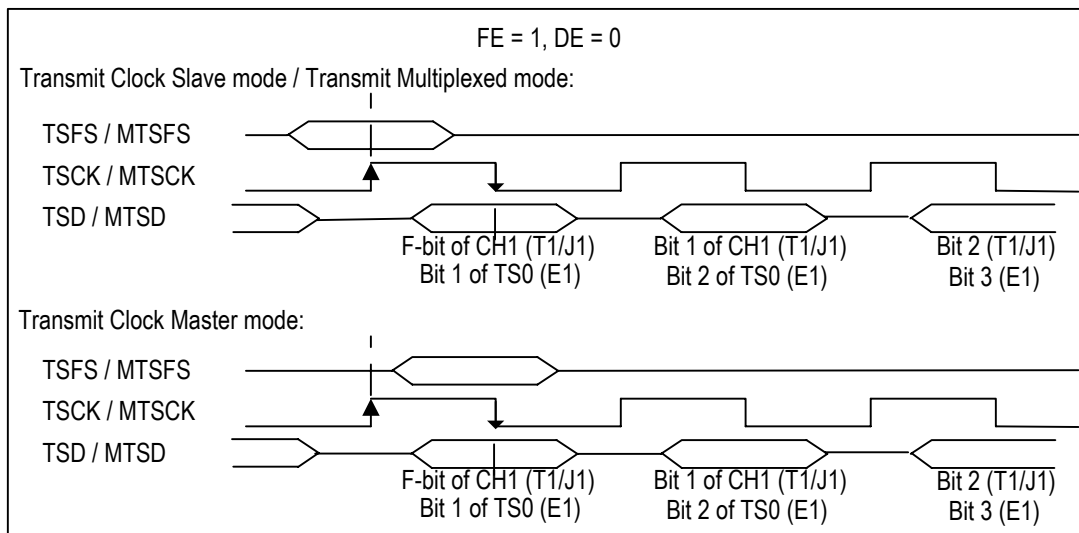 FE = 1, DE = 0
Transmit Clock Slave mode / Transmit Multiplexed mode:
TSFS / MTSFS
TSCK / MTSCK
TSD / MTSD
F-bit of CH1 (T1/J1) Bit 1 of CH1 (T1/J1) Bit 2 (T1/J1)
Bit 1 of TS0 (E1) Bit 2 of TS0 (E1) Bit 3 (E1)
Transmit Clock Master mode:
TSFS / MTSFS
TSCK / MTSCK
TSD / MTSD
F-bit of CH1 (T1/J1) Bit 1 of CH1 (T1/J1) Bit 2 (T1/J1)
Bit 1 of TS0 (E1) Bit 2 of TS0 (E1) Bit 3 (E1)